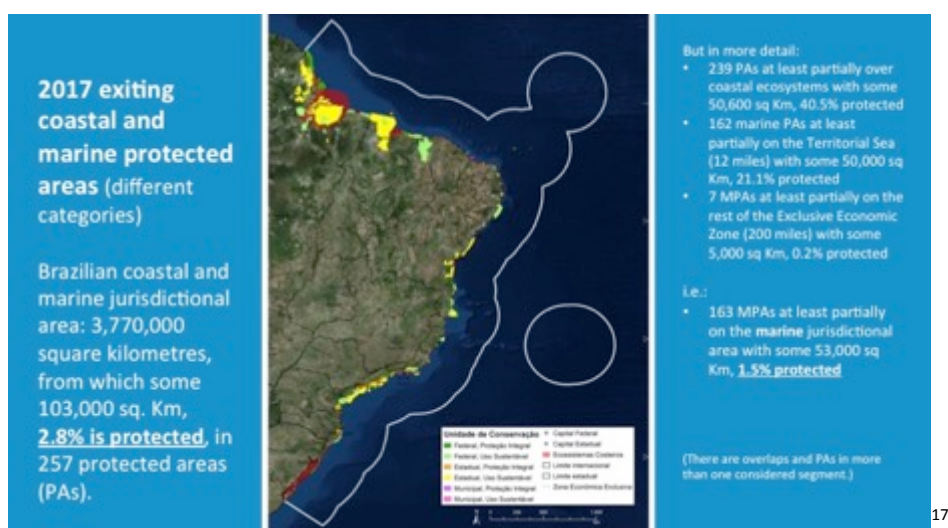 2017 exiting
coastal and
marine protected
areas (different
categories)
Brazilian coastal and
marine jurisdictional
area: 3,770,000
square kilometres,
from which some
103,000 sq. Km,
2.8% is protected, in
257 protected areas
(PAs).
Unidade de Conservação
Federal, Proteção Integral
Federal, Uso Sustentável
Estadual, Proteção Integral
Estadual, Uso Sustentável
Municipal, Proteção Integral
Municipal, Uso Sustentável
Capital Federal
Capital Estadual
Ecossistemas Costeiros
Limite Internacional
Limite estadual
Zona Econômica Exclusiva
But in more detail:
• 239 PAs at least partially over
coastal ecosystems with some
50,600 sq Km, 40.5% protected
• 162 marine PAs at least
partially on the Territorial Sea
(12 miles) with some 50,000 sq
Km, 21.1% protected
• 7 MPAs at least partially on the
rest of the Exclusive Economic
Zone (200 miles) with some
5,000 sq Km, 0.2% protected
i.e.:
• 163 MPAs at least partially
on the marine jurisdictional
area with some 53,000 sq
Km, 1.5% protected
(There are overlaps and PAs in more
than one considered segment.)
17